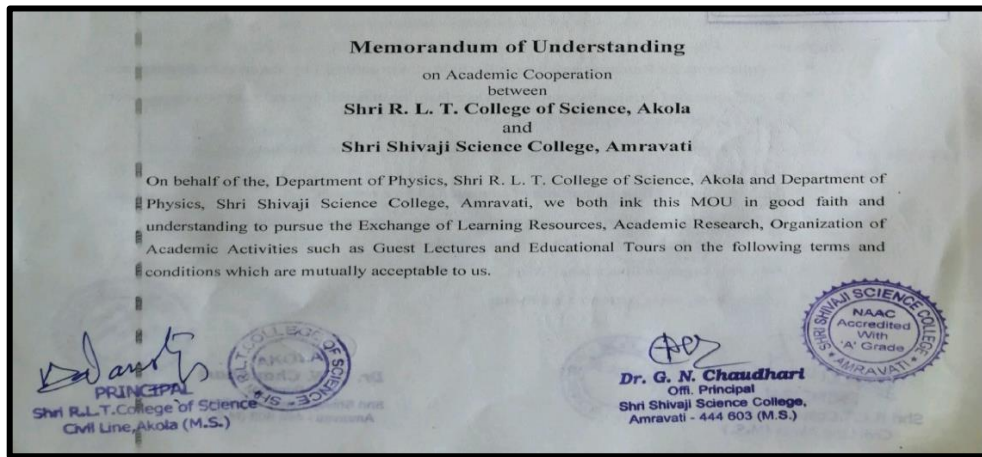 Memorandum of Understanding
on Academic Cooperation
between
Shri R. L. T. College of Science, Akola
and
Shri Shivaji Science College, Amravati
On behalf of the, Department of Physics, Shri R. L. T. College of Science, Akola and Department of
Physics, Shri Shivaji Science College, Amravati, we both ink this MOU in good faith and
understanding to pursue the Exchange of Learning Resources, Academic Research, Organization of
Academic Activities such as Guest Lectures and Educational Tours on the following terms and
conditions which are mutually acceptable to us.
PRINCIPAL
Shri R.L.T.College of Science
Civil Line,Akola (M.S.)
R.L.T.COLLEGE OF SCIENCE
Dr. G. N. Chaudhari
Offi. Principal
Shri Shivaji Science College,
Amravati - 444 603 (M.S.)
SHRI SHIVAJI SCIENCE COLLEGE
NAAC
Accredited
With
'A' Grade
AMRAVATI